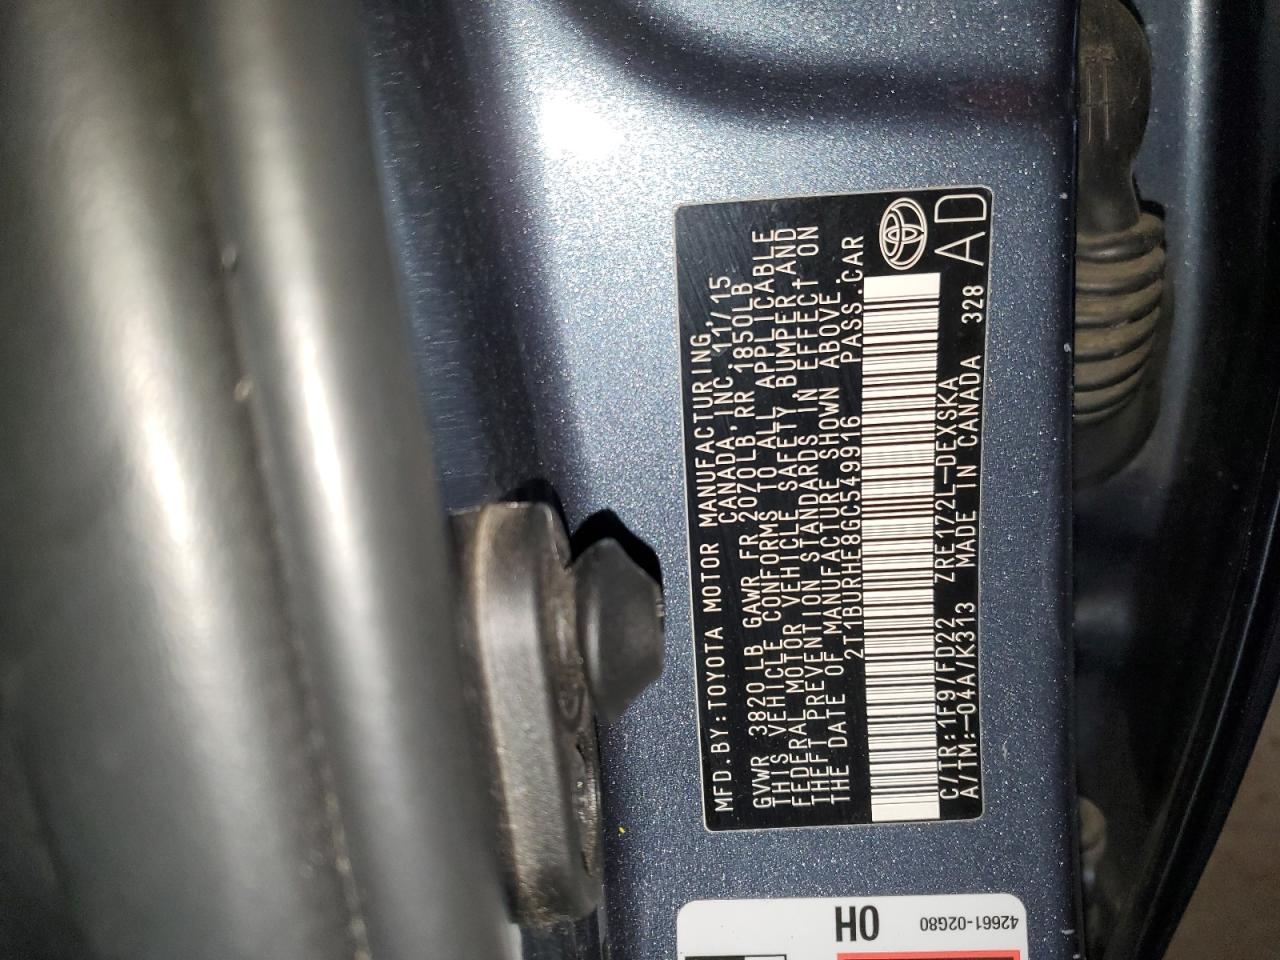 MFD.BY:TOYOTA MOTOR MANUFACTURING,
CANADA,INC. 11/15
GVWR 3820 LB GAWR FR 2070LB,RR 1850LB
THIS VEHICLE CONFORMS TO ALL APPLICABLE
FEDERAL MOTOR VEHICLE SAFETY,BUMPER,AND
THEFT PREVENTION STANDARDS IN EFFECT ON
THE DATE OF MANUFACTURE SHOWN ABOVE.
2T1BURHE8GC549916 PASS.CAR
C/TR:1F9/FD22 ZRE172L-DEXSKA
A/TM:-04A/K313 MADE IN CANADA 328
AD
0H
42661-02G80